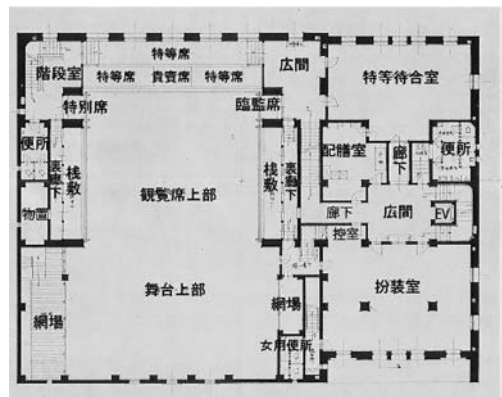 特等席
階段室
広間
特等待合室
特等席
貴賓席
特等席
特別席
臨監席
便所
配膳室
廊下
便所
桟敷
裏廊下
観覧席上部
桟敷
裏廊下
物置
廊下
広間
EV
控室
舞台上部
扮装室
網場
網場
女用便所